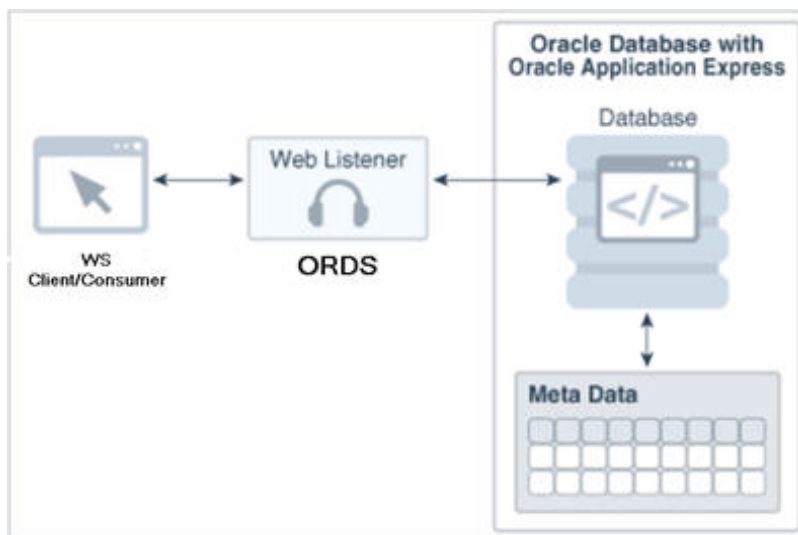 Oracle Database with
Oracle Application Express
Database
</>
Web Listener
ORDS
WS
Client/Consumer
Meta Data